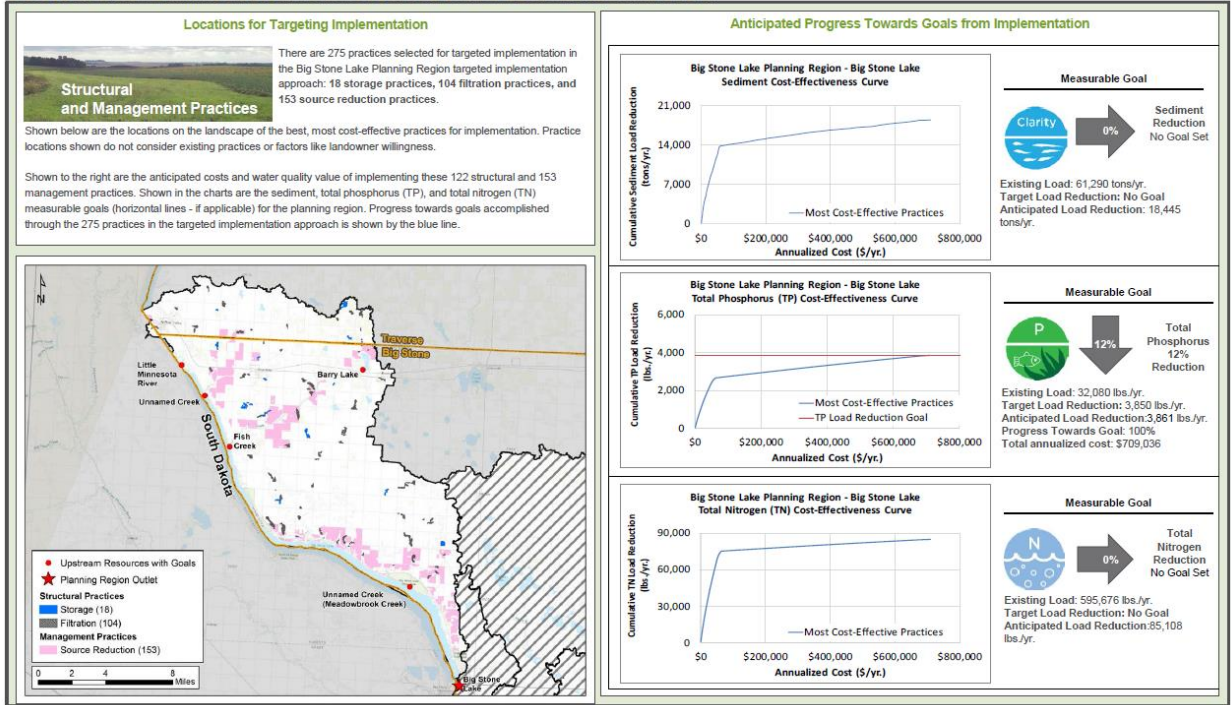 Locations for Targeting Implementation
Structural
and Management Practices
There are 275 practices selected for targeted implementation in
the Big Stone Lake Planning Region targeted implementation
approach: 18 storage practices, 104 filtration practices, and
153 source reduction practices.
Shown below are the locations on the landscape of the best, most cost-effective practices for implementation. Practice
locations shown do not consider existing practices or factors like landowner willingness.
Shown to the right are the anticipated costs and water quality value of implementing these 122 structural and 153
management practices. Shown in the charts are the sediment, total phosphorus (TP), and total nitrogen (TN)
measurable goals (horizontal lines - if applicable) for the planning region. Progress towards goals accomplished
through the 275 practices in the targeted implementation approach is shown by the blue line.
N
Traverse
Big Stone
Little
Minnesota
River
Barry Lake
Unnamed Creek
South Dakota
Fish
Creek
Unnamed Creek
(Meadowbrook Creek)
Big Stone
Lake
Upstream Resources with Goals
Planning Region Outlet
Structural Practices
Storage (18)
Filtration (104)
Management Practices
Source Reduction (153)
0 2 4 8
Miles
Anticipated Progress Towards Goals from Implementation
Big Stone Lake Planning Region - Big Stone Lake
Sediment Cost-Effectiveness Curve
Cumulative Sediment Load Reduction
(tons/yr.)
21,000
14,000
7,000
0
Most Cost-Effective Practices
$0 $200,000 $400,000 $600,000 $800,000
Annualized Cost ($/yr.)
Measurable Goal
Clarity
0%
Sediment
Reduction
No Goal Set
Existing Load: 61,290 tons/yr.
Target Load Reduction: No Goal
Anticipated Load Reduction: 18,445
tons/yr.
Big Stone Lake Planning Region - Big Stone Lake
Total Phosphorus (TP) Cost-Effectiveness Curve
Cumulative TP Load Reduction
(lbs./yr.)
6,000
4,000
2,000
0
Most Cost-Effective Practices
TP Load Reduction Goal
$0 $200,000 $400,000 $600,000 $800,000
Annualized Cost ($/yr.)
Measurable Goal
P
12%
Total
Phosphorus
12%
Reduction
Existing Load: 32,080 lbs./yr.
Target Load Reduction: 3,850 lbs./yr.
Anticipated Load Reduction:3,861 lbs./yr.
Progress Towards Goal: 100%
Total annualized cost: $709,036
Big Stone Lake Planning Region - Big Stone Lake
Total Nitrogen (TN) Cost-Effectiveness Curve
Cumulative TN Load Reduction
(lbs./yr.)
90,000
60,000
30,000
0
Most Cost-Effective Practices
$0 $200,000 $400,000 $600,000 $800,000
Annualized Cost ($/yr.)
Measurable Goal
N
0%
Total
Nitrogen
Reduction
No Goal Set
Existing Load: 595,676 lbs./yr.
Target Load Reduction: No Goal
Anticipated Load Reduction:85,108
lbs./yr.